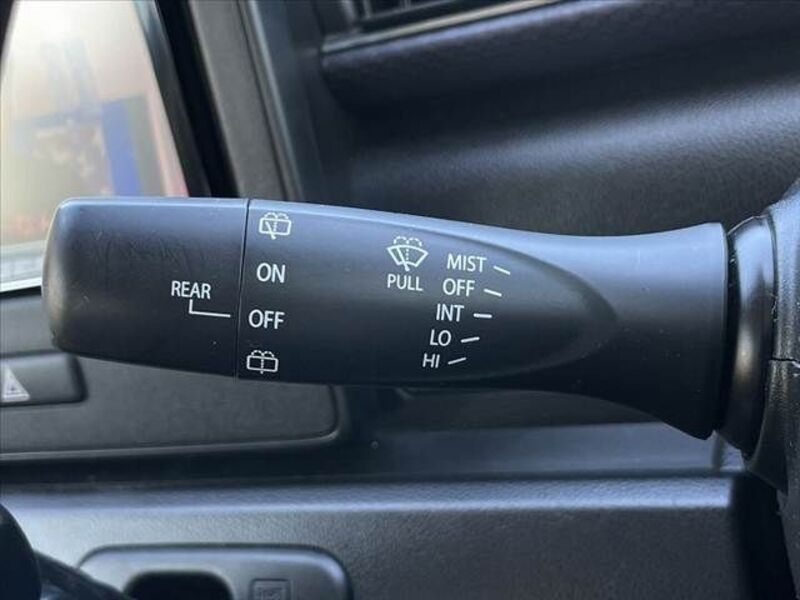 REAR
ON
OFF
PULL
MIST
OFF
INT
LO
HI